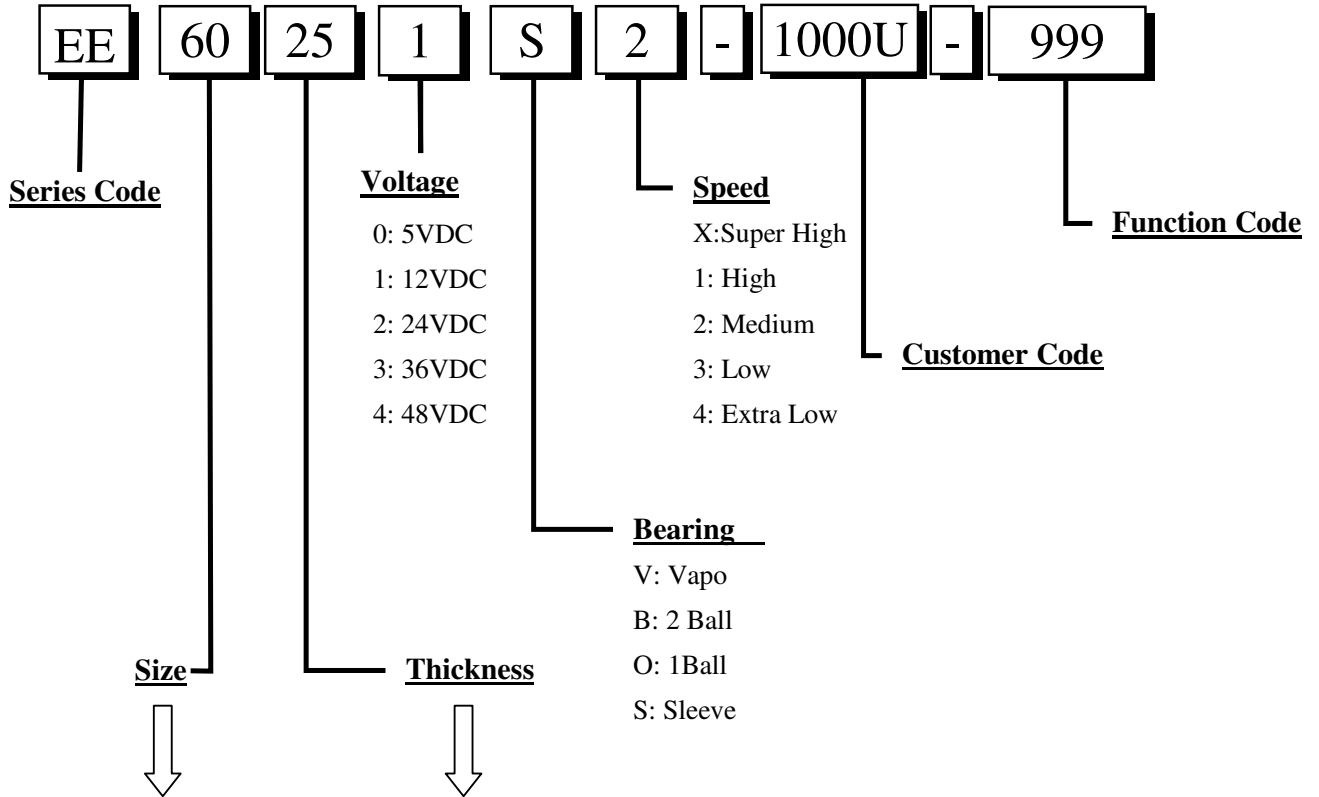 EE 60 25 1 S 2 - 1000U - 999
Series Code
Voltage
0: 5VDC
1: 12VDC
2: 24VDC
3: 36VDC
4: 48VDC
Speed
X:Super High
1: High
2: Medium
3: Low
4: Extra Low
Function Code
Customer Code
Bearing
V: Vapo
B: 2 Ball
O: 1Ball
S: Sleeve
Size
Thickness